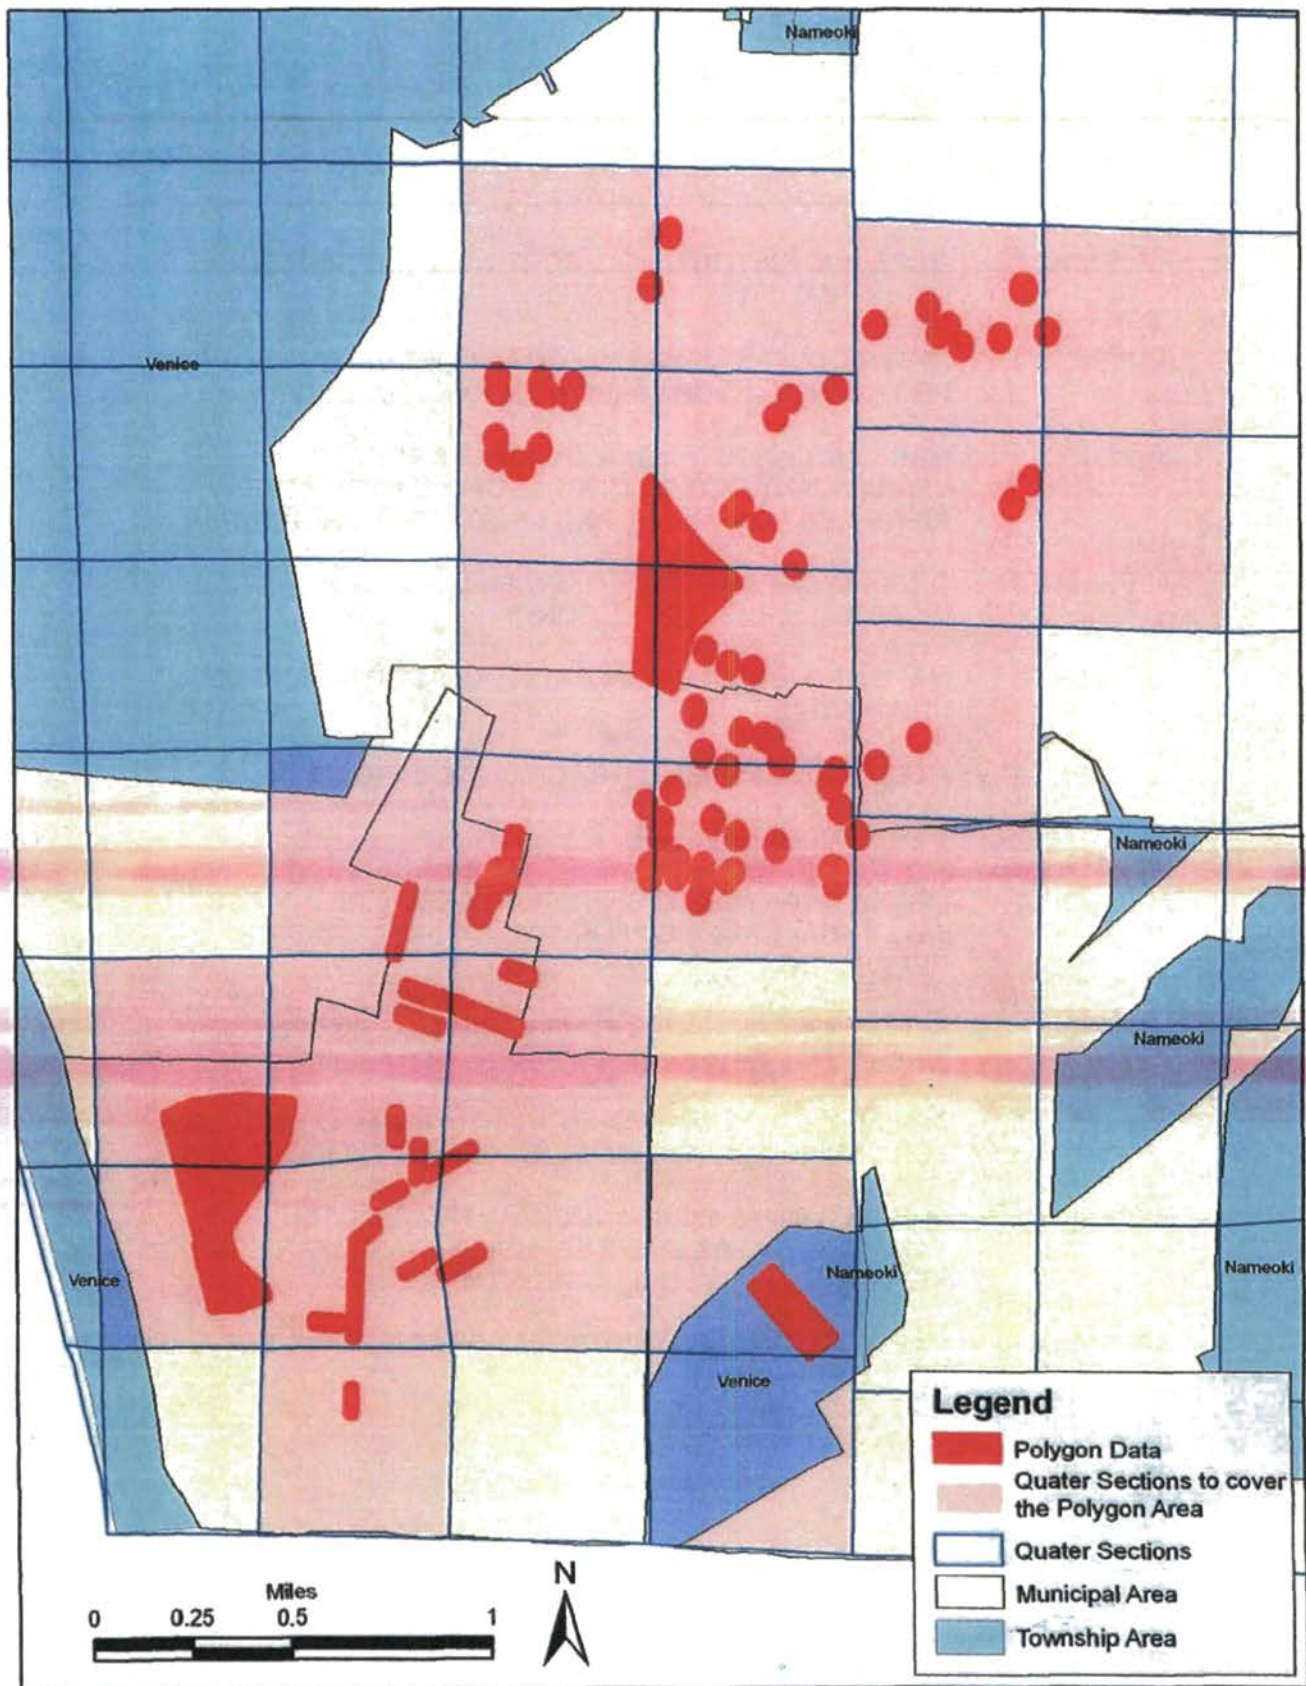 Nameoki
Venice
Nameoki
Nameoki
Venice
Nameoki
Nameoki
Venice
Legend
Polygon Data
Quater Sections to cover
the Polygon Area
Quater Sections
Municipal Area
Township Area
N
Miles
0 0.25 0.5 1